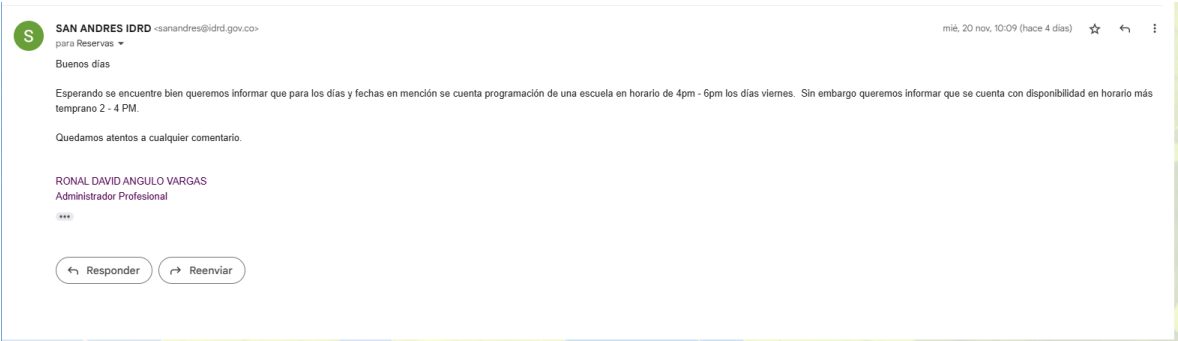 S
SAN ANDRES IDRD <sanandres@idrd.gov.co>
mié, 20 nov, 10:09 (hace 4 días)
para Reservas
Buenos días
Esperando se encuentre bien queremos informar que para los días y fechas en mención se cuenta programación de una escuela en horario de 4pm - 6pm los días viernes.  Sin embargo queremos informar que se cuenta con disponibilidad en horario más
temprano 2 - 4 PM.
Quedamos atentos a cualquier comentario.
RONAL DAVID ANGULO VARGAS
Administrador Profesional
Responder
Reenviar